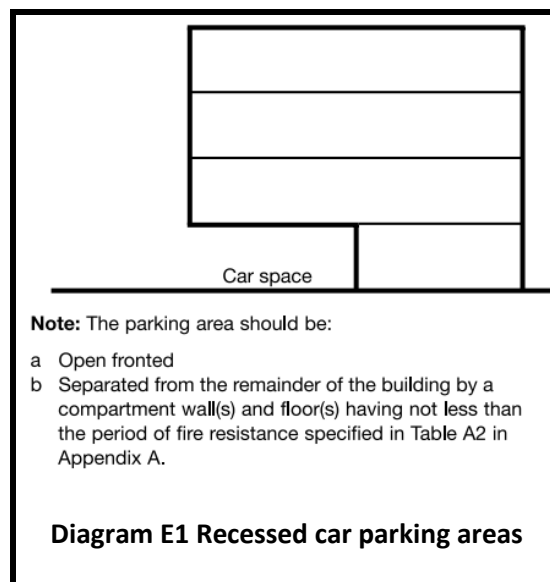 Car space
Note: The parking area should be:
a Open fronted
b Separated from the remainder of the building by a
compartment wall(s) and floor(s) having not less than
the period of fire resistance specified in Table A2 in
Appendix A.
Diagram E1 Recessed car parking areas